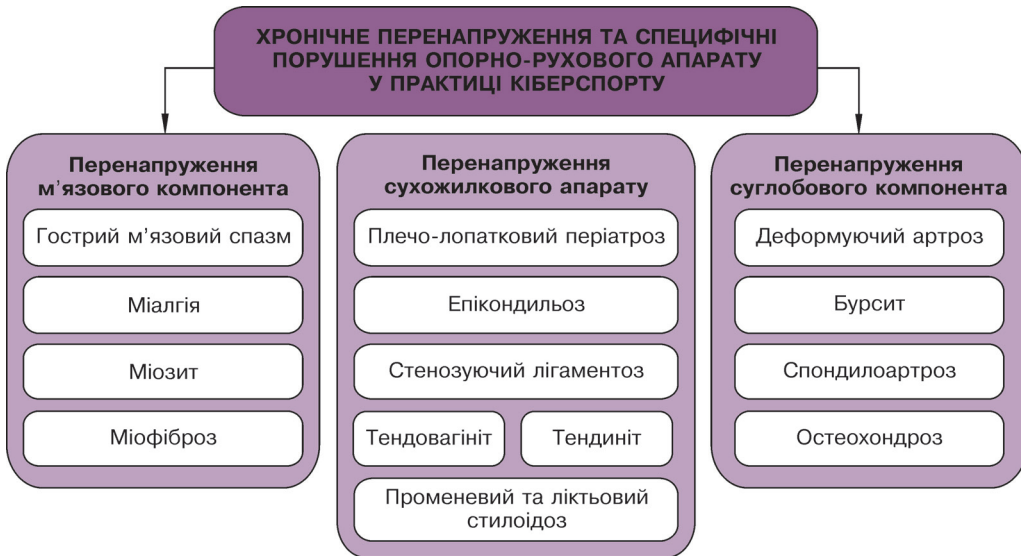 ХРОНІЧНЕ ПЕРЕНАПРУЖЕННЯ ТА СПЕЦИФІЧНІ
ПОРУШЕННЯ ОПОРНО-РУХОВОГО АПАРАТУ
У ПРАКТИЦІ КІБЕРСПОРТУ
Перенапруження
м'язового компонента
Гострий м'язовий спазм
Міалгія
Міозит
Міофіброз
Перенапруження
сухожилкового апарату
Плечо-лопатковий періатроз
Епікондильоз
Стенозуючий лігаментоз
Тендовагініт
Тендиніт
Променевий та ліктьовий
стилоідоз
Перенапруження
суглобового компонента
Деформуючий артроз
Бурсит
Спондилоартроз
Остеохондроз